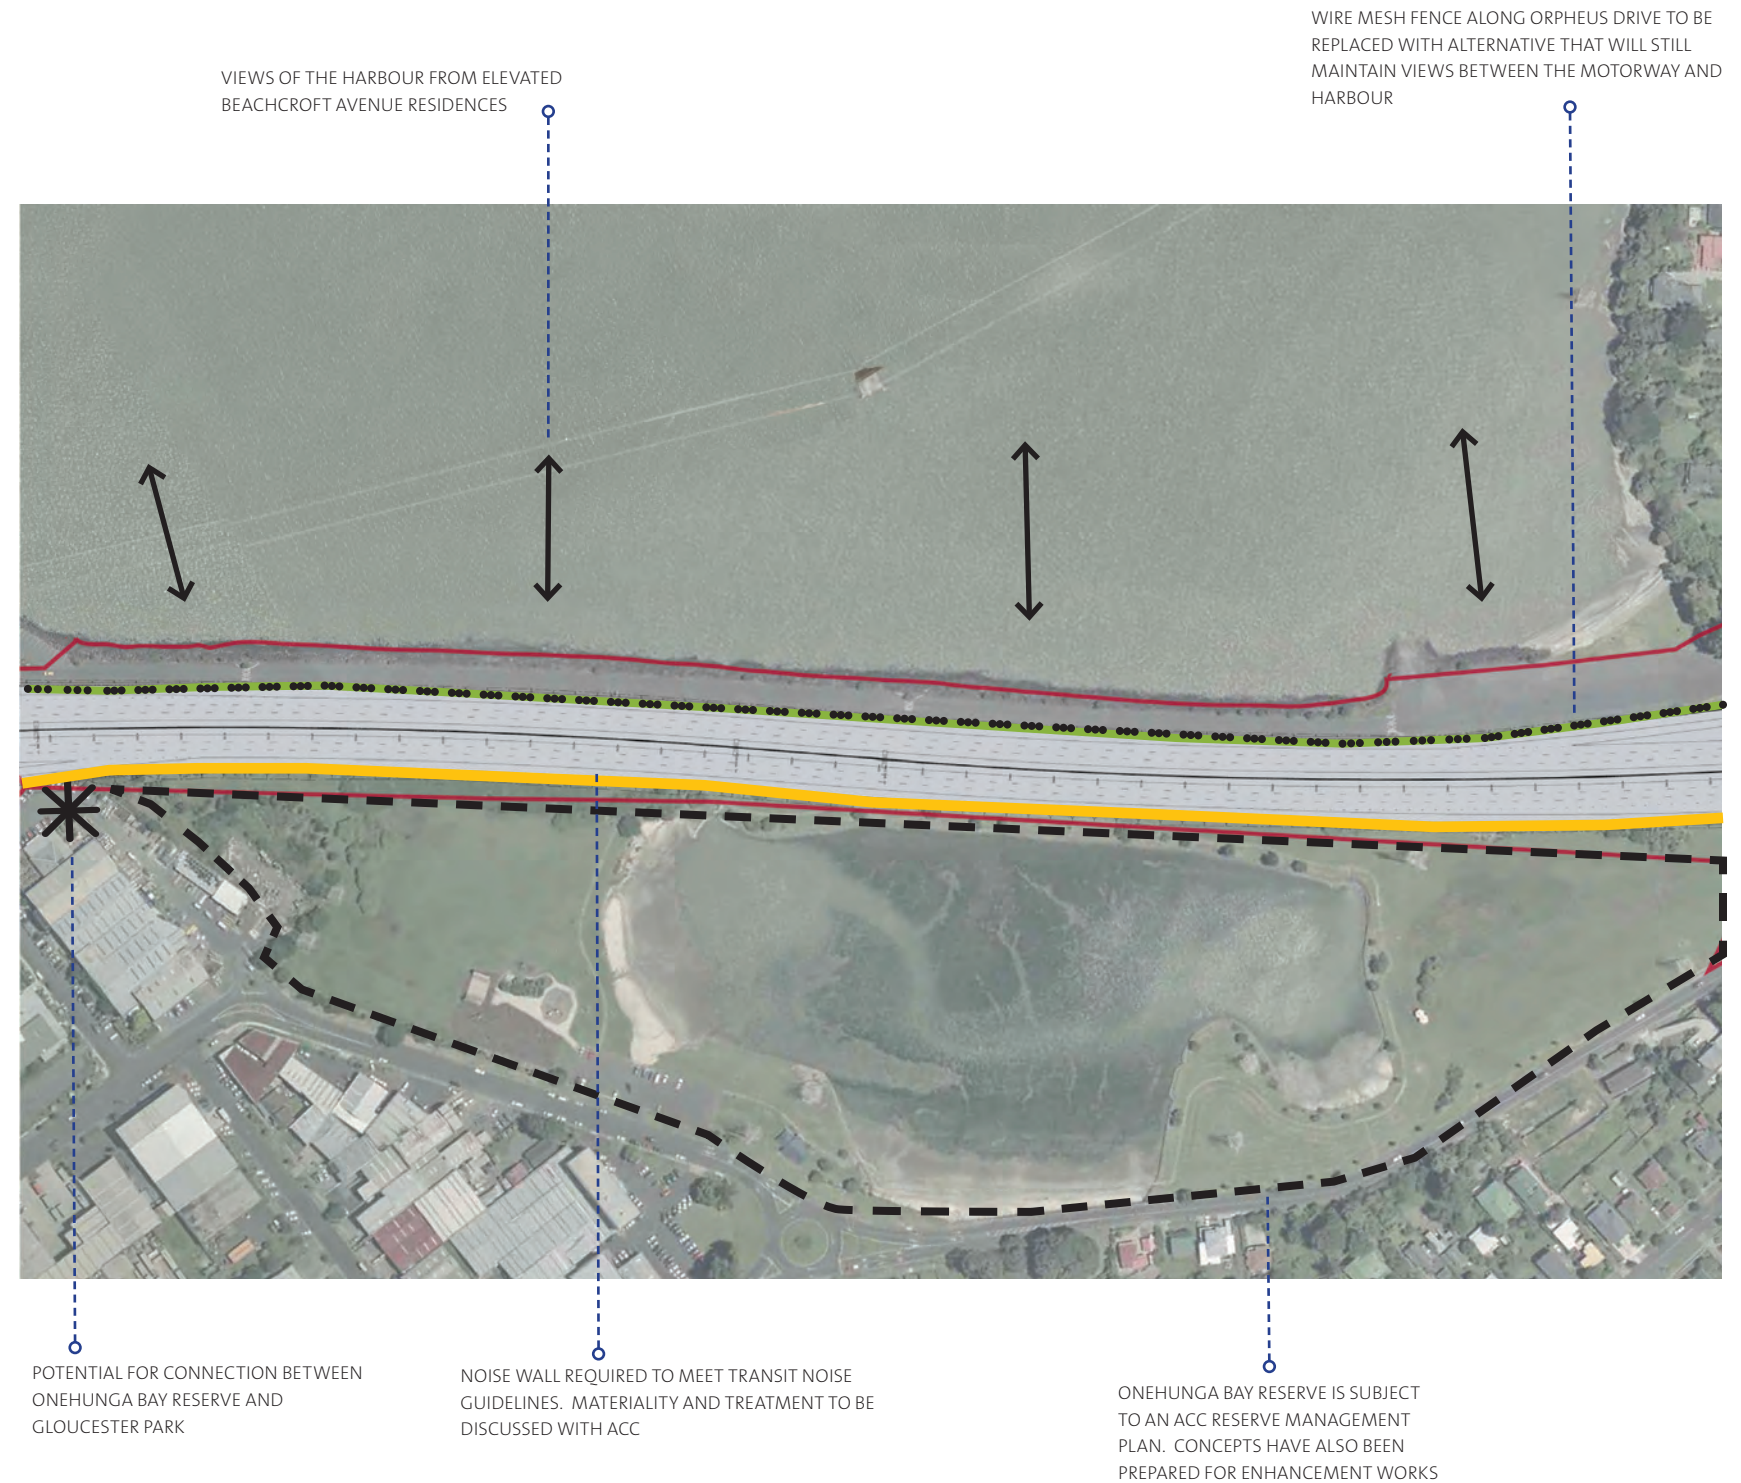 WIRE MESH FENCE ALONG ORPHEUS DRIVE TO BE
REPLACED WITH ALTERNATIVE THAT WILL STILL
MAINTAIN VIEWS BETWEEN THE MOTORWAY AND
HARBOUR
VIEWS OF THE HARBOUR FROM ELEVATED
BEACHCROFT AVENUE RESIDENCES
POTENTIAL FOR CONNECTION BETWEEN
ONEHUNGA BAY RESERVE AND
GLOUCESTER PARK
NOISE WALL REQUIRED TO MEET TRANSIT NOISE
GUIDELINES.  MATERIALITY AND TREATMENT TO BE
DISCUSSED WITH ACC
ONEHUNGA BAY RESERVE IS SUBJECT
TO AN ACC RESERVE MANAGEMENT
PLAN.  CONCEPTS HAVE ALSO BEEN
PREPARED FOR ENHANCEMENT WORKS